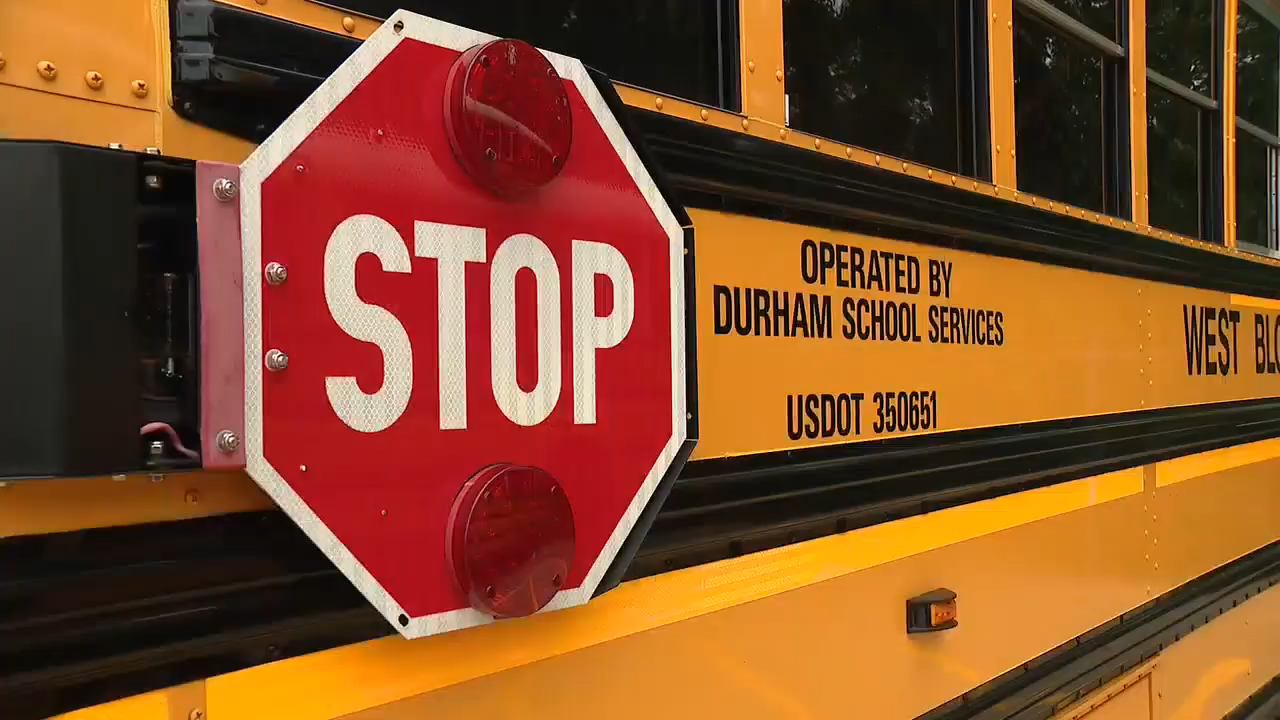 STOP
OPERATED BY
DURHAM SCHOOL SERVICES
USDOT 350651
WEST